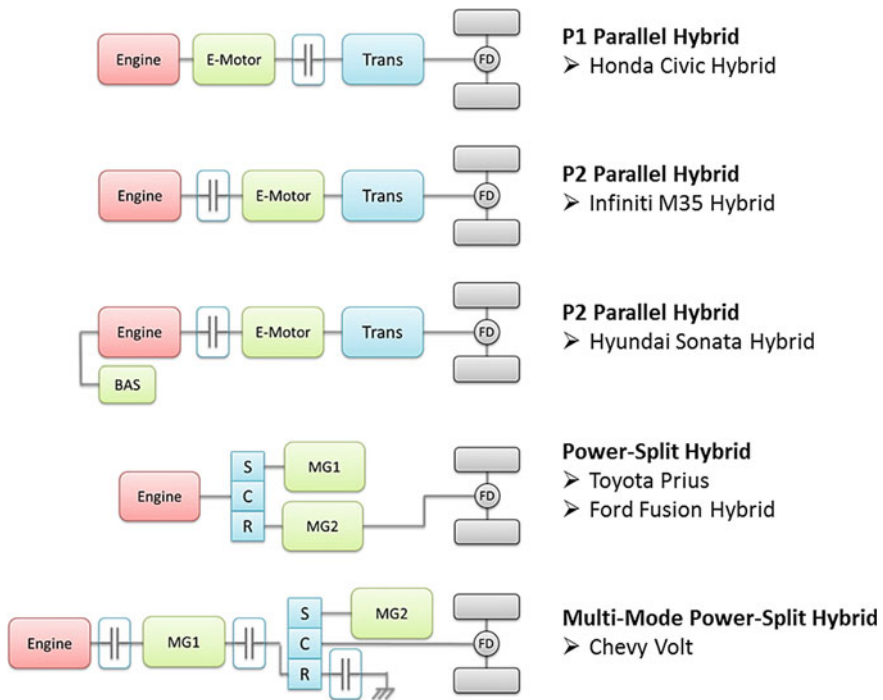 Engine E-Motor Trans FD
P1 Parallel Hybrid
➢ Honda Civic Hybrid
Engine E-Motor Trans FD
P2 Parallel Hybrid
➢ Infiniti M35 Hybrid
Engine E-Motor Trans FD
BAS
P2 Parallel Hybrid
➢ Hyundai Sonata Hybrid
S MG1
Engine C FD
R MG2
Power-Split Hybrid
➢ Toyota Prius
➢ Ford Fusion Hybrid
S MG2
Engine MG1 C FD
R
Multi-Mode Power-Split Hybrid
➢ Chevy Volt